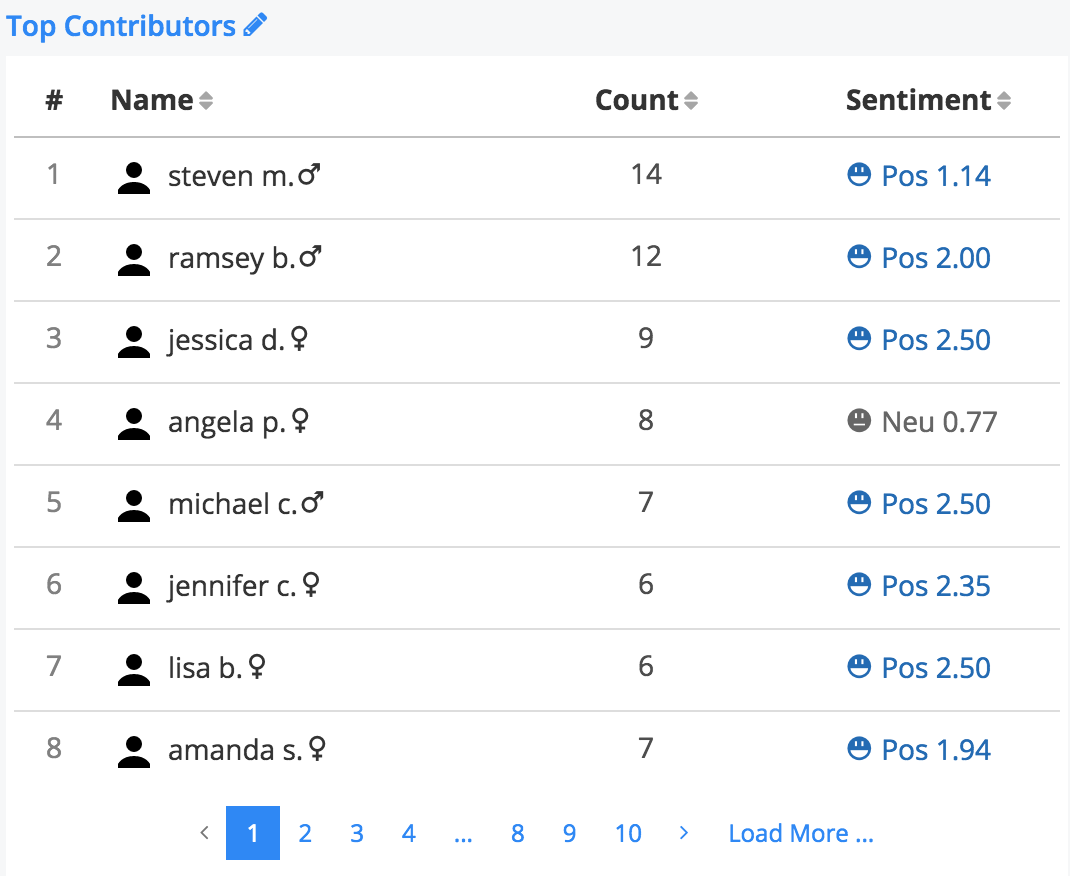 Top Contributors
# Name Count Sentiment
1 steven m.♂ 14 Pos 1.14
2 ramsey b.♂ 12 Pos 2.00
3 jessica d.♀ 9 Pos 2.50
4 angela p.♀ 8 Neu 0.77
5 michael c.♂ 7 Pos 2.50
6 jennifer c.♀ 6 Pos 2.35
7 lisa b.♀ 6 Pos 2.50
8 amanda s.♀ 7 Pos 1.94
‹ 1 2 3 4 ... 8 9 10 › Load More ...